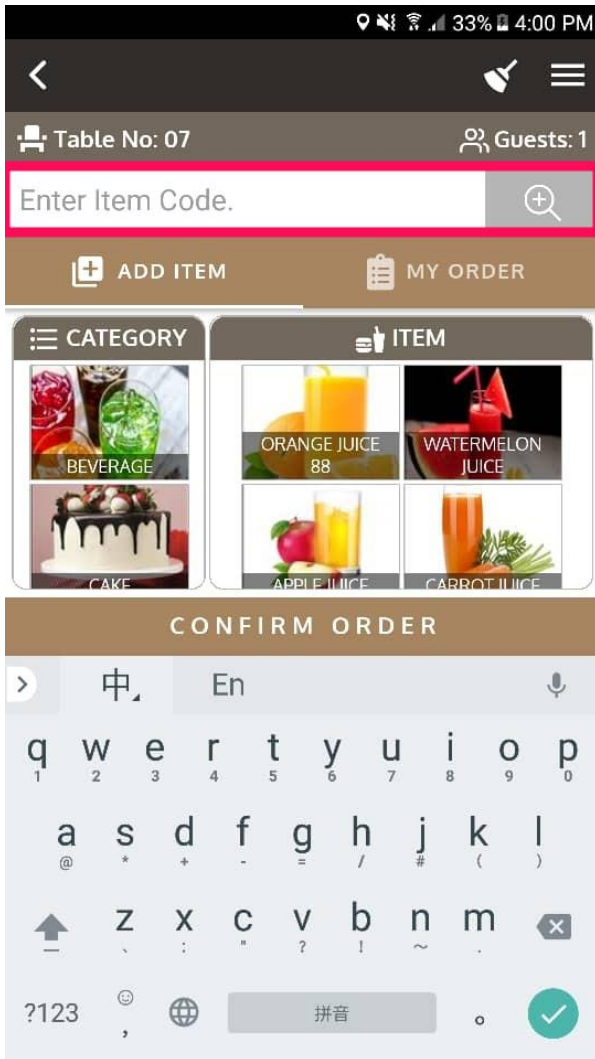 33% 4:00 PM
Table No: 07 Guests: 1
Enter Item Code.
ADD ITEM MY ORDER
CATEGORY ITEM
BEVERAGE
ORANGE JUICE
88
WATERMELON
JUICE
CAKE
APPLE JUICE
CARROT JUICE
CONFIRM ORDER
中 En
q w e r t y u i o p
1 2 3 4 5 6 7 8 9 0
a s d f g h j k l
@ * + - = / # ( )
z x c v b n m
、 : " ? ! ~ .
?123 , 拼音 。